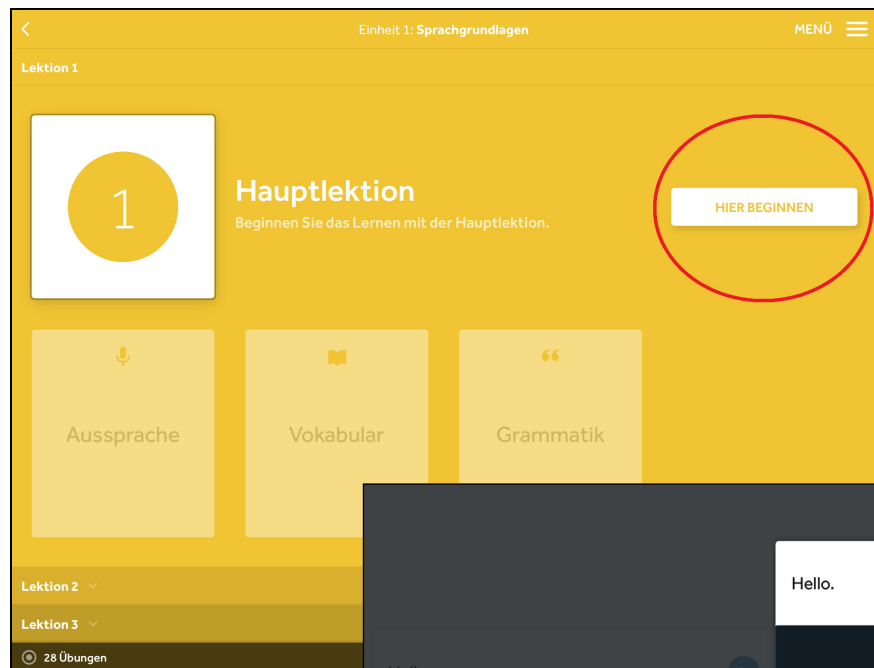 Einheit 1: Sprachgrundlagen
MENÜ
Lektion 1
1
Hauptlektion
Beginnen Sie das Lernen mit der Hauptlektion.
HIER BEGINNEN
Aussprache
Vokabular
Grammatik
Lektion 2
Hello.
Lektion 3
28 Übungen